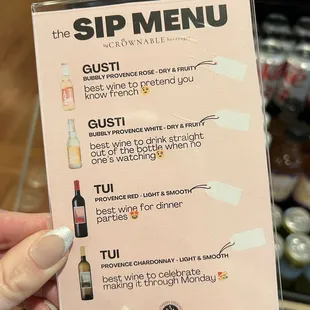 the SIP MENU
by CROWNABLE
GUSTI
BUBBLY PROVENCE ROSE - DRY & FRUITY
best wine to pretend you
know french 😉
GUSTI
BUBBLY PROVENCE WHITE - DRY & FRUITY
best wine to drink straight
out of the bottle when no
one's watching
TUI
PROVENCE RED - LIGHT & SMOOTH
best wine for dinner
parties
TUI
PROVENCE CHARDONNAY - LIGHT & SMOOTH
best wine to celebrate
making it through Monday